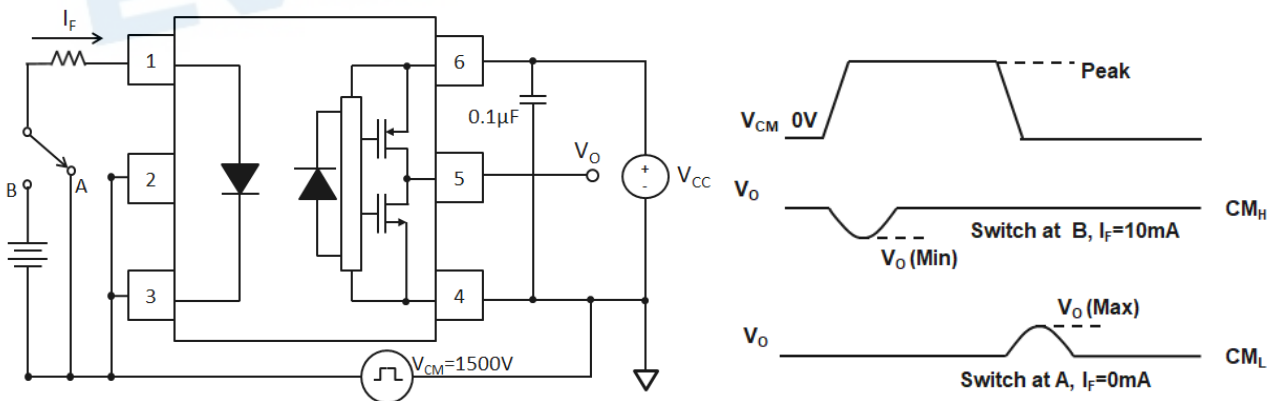 I_F
1
2
3
A
B
6
5
4
0.1µF
V_O
+
-
V_CC
V_CM=1500V
Peak
V_CM 0V
V_O
CM_H
Switch at B, I_F=10mA
V_O (Min)
V_O (Max)
V_O
CM_L
Switch at A, I_F=0mA